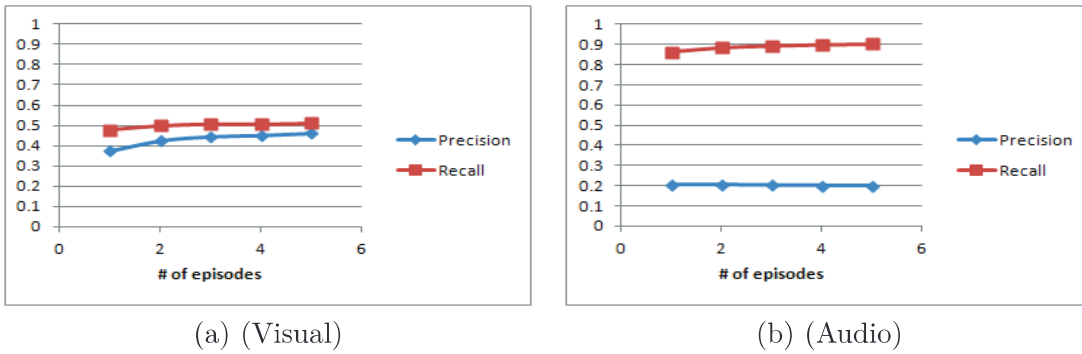 1
0.9
0.8
0.7
0.6
0.5
0.4
0.3
0.2
0.1
0
0 2 4 6
# of episodes
Precision
Recall
(a) (Visual)
1
0.9
0.8
0.7
0.6
0.5
0.4
0.3
0.2
0.1
0
0 2 4 6
# of episodes
Precision
Recall
(b) (Audio)